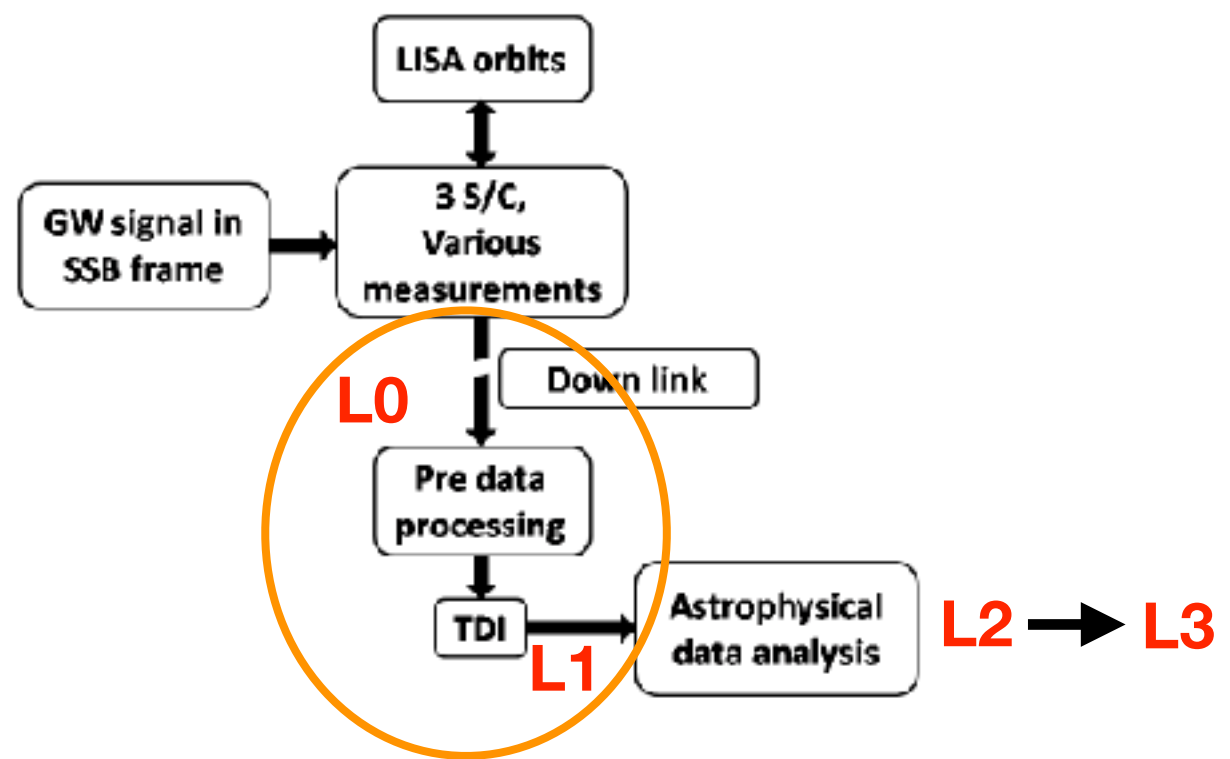 LISA orbits
GW signal in
SSB frame
3 S/C,
Various
measurements
Down link
L0
Pre data
processing
TDI
L1
Astrophysical
data analysis
L2
L3